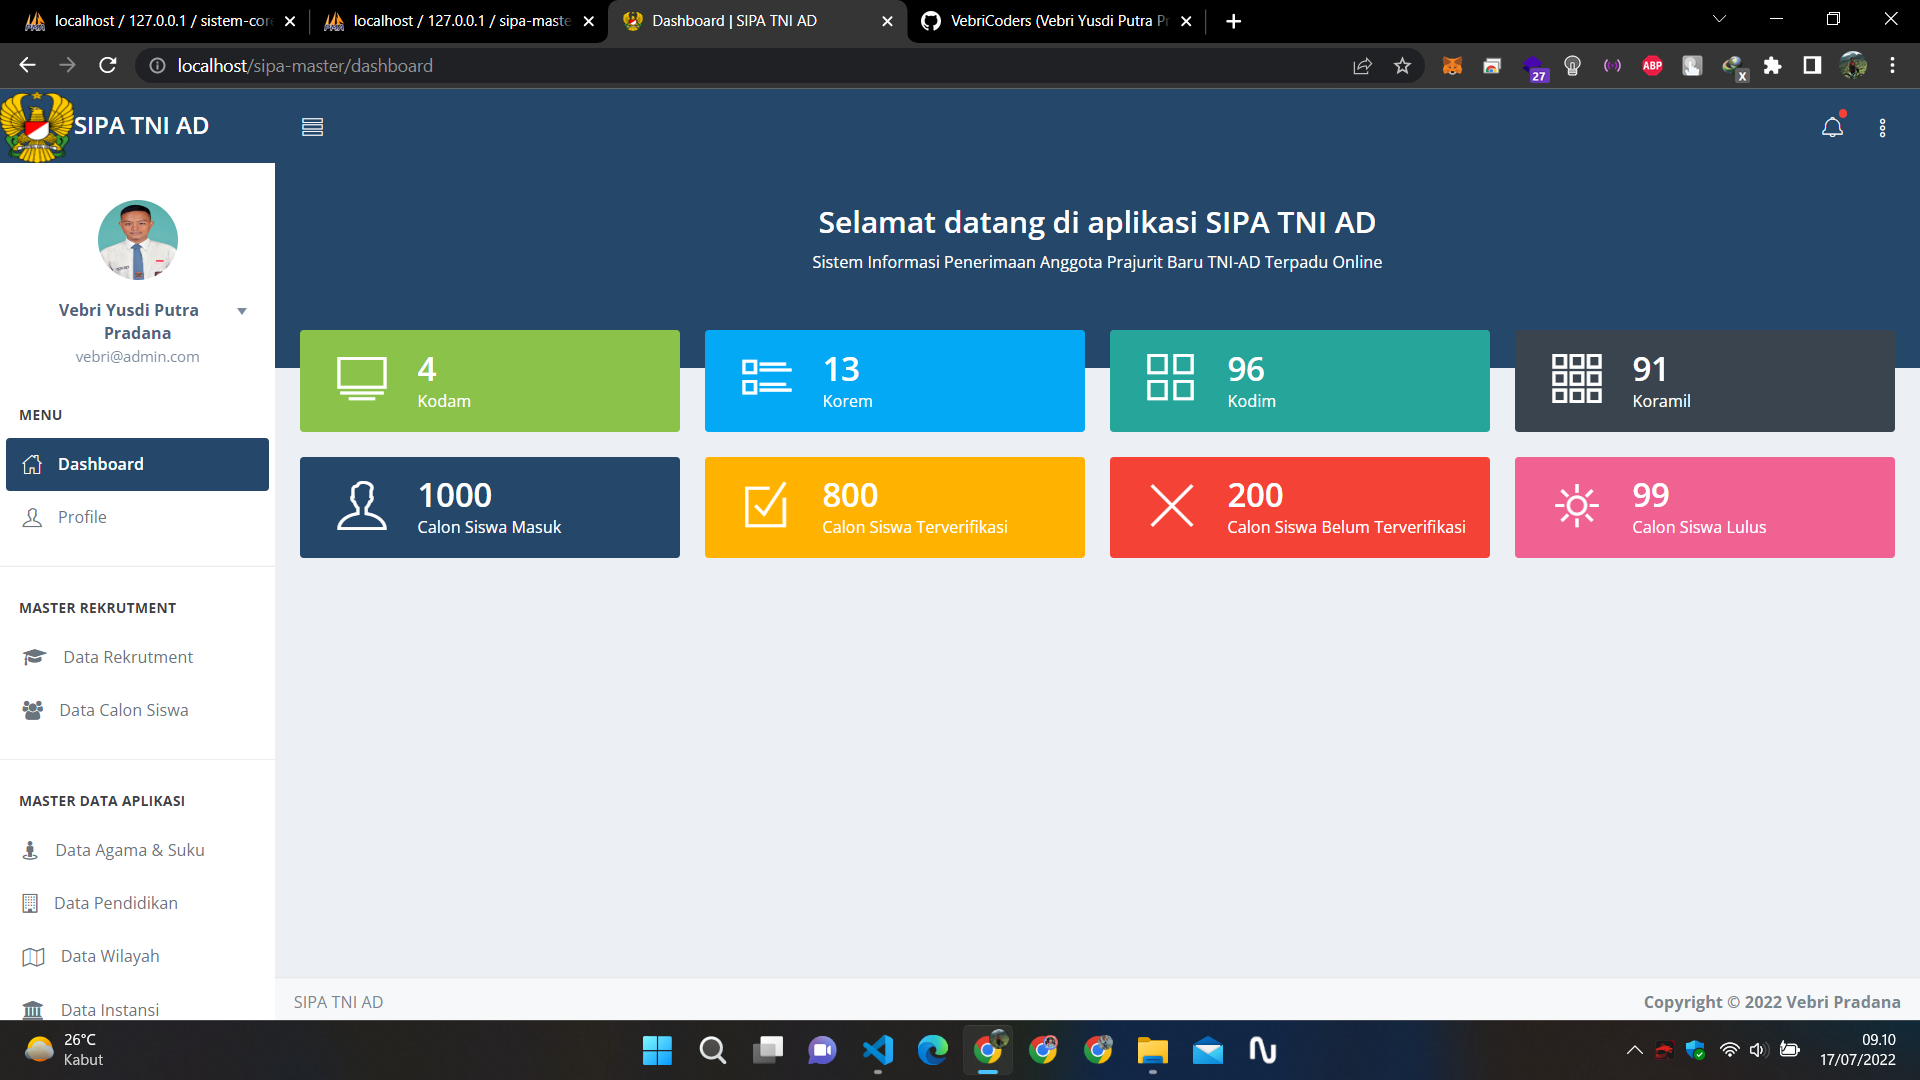 localhost / 127.0.0.1 / sistem-core
localhost / 127.0.0.1 / sipa-maste
Dashboard | SIPA TNI AD
VebriCoders (Vebri Yusdi Putra Pr
localhost/sipa-master/dashboard
ABP
27
X
SIPA TNI AD
Selamat datang di aplikasi SIPA TNI AD
Sistem Informasi Penerimaan Anggota Prajurit Baru TNI-AD Terpadu Online
Vebri Yusdi Putra
Pradana
vebri@admin.com
MENU
Dashboard
Profile
MASTER REKRUTMENT
Data Rekrutment
Data Calon Siswa
MASTER DATA APLIKASI
Data Agama & Suku
Data Pendidikan
Data Wilayah
Data Instansi
4
Kodam
13
Korem
96
Kodim
91
Koramil
1000
Calon Siswa Masuk
800
Calon Siswa Terverifikasi
200
Calon Siswa Belum Terverifikasi
99
Calon Siswa Lulus
SIPA TNI AD
Copyright © 2022 Vebri Pradana
26°C
Kabut
09.10
17/07/2022